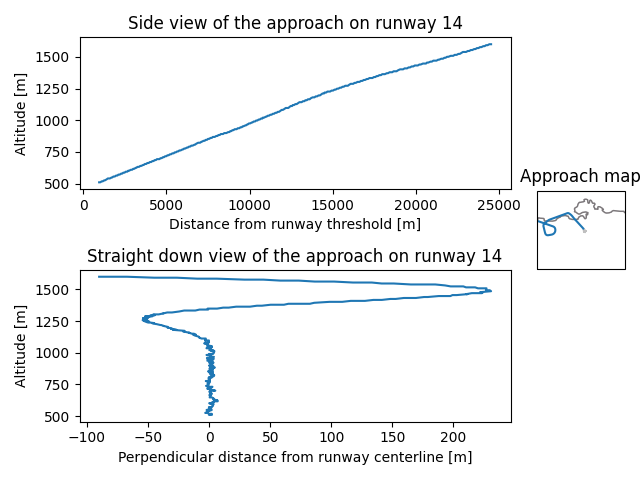 Side view of the approach on runway 14
1500
1250
1000
750
500
Altitude [m]
0 5000 10000 15000 20000 25000
Distance from runway threshold [m]
Approach map
Straight down view of the approach on runway 14
1500
1250
1000
750
500
Altitude [m]
−100 −50 0 50 100 150 200
Perpendicular distance from runway centerline [m]